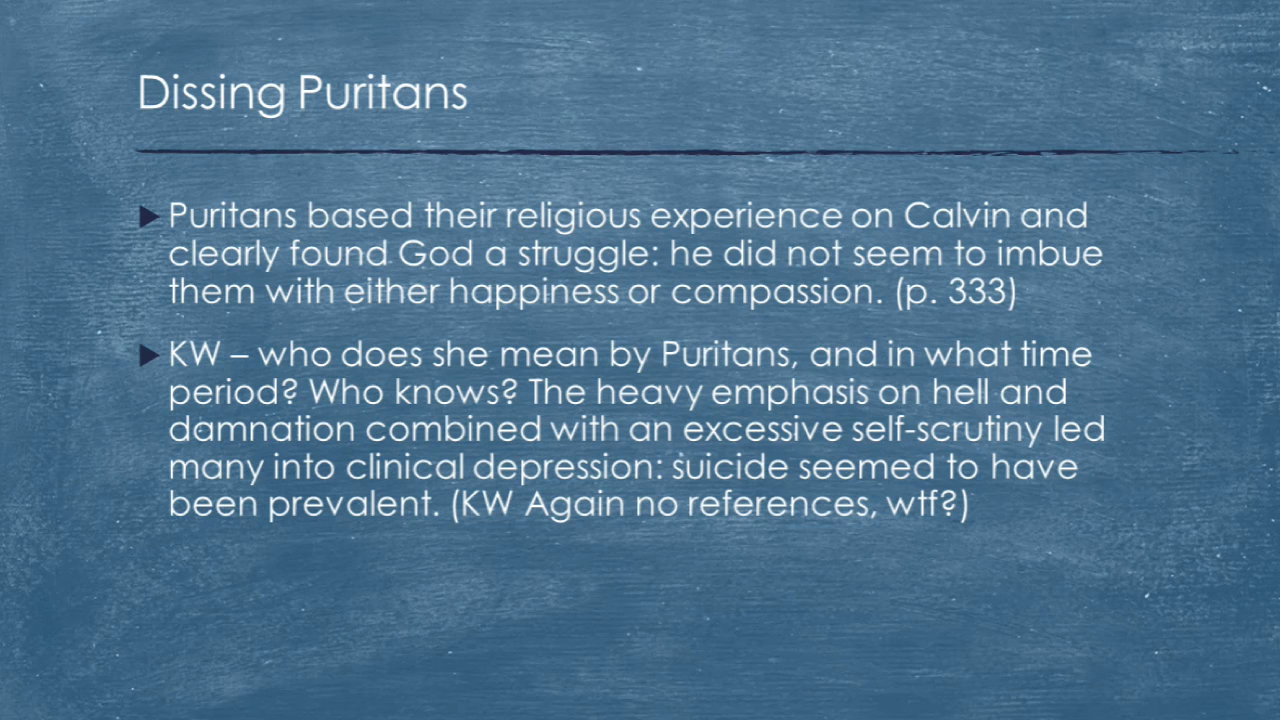 Dissing Puritans
Puritans based their religious experience on Calvin and
clearly found God a struggle: he did not seem to imbue
them with either happiness or compassion. (p. 333)
KW – who does she mean by Puritans, and in what time
period? Who knows? The heavy emphasis on hell and
damnation combined with an excessive self-scrutiny led
many into clinical depression: suicide seemed to have
been prevalent. (KW Again no references, wtf?)